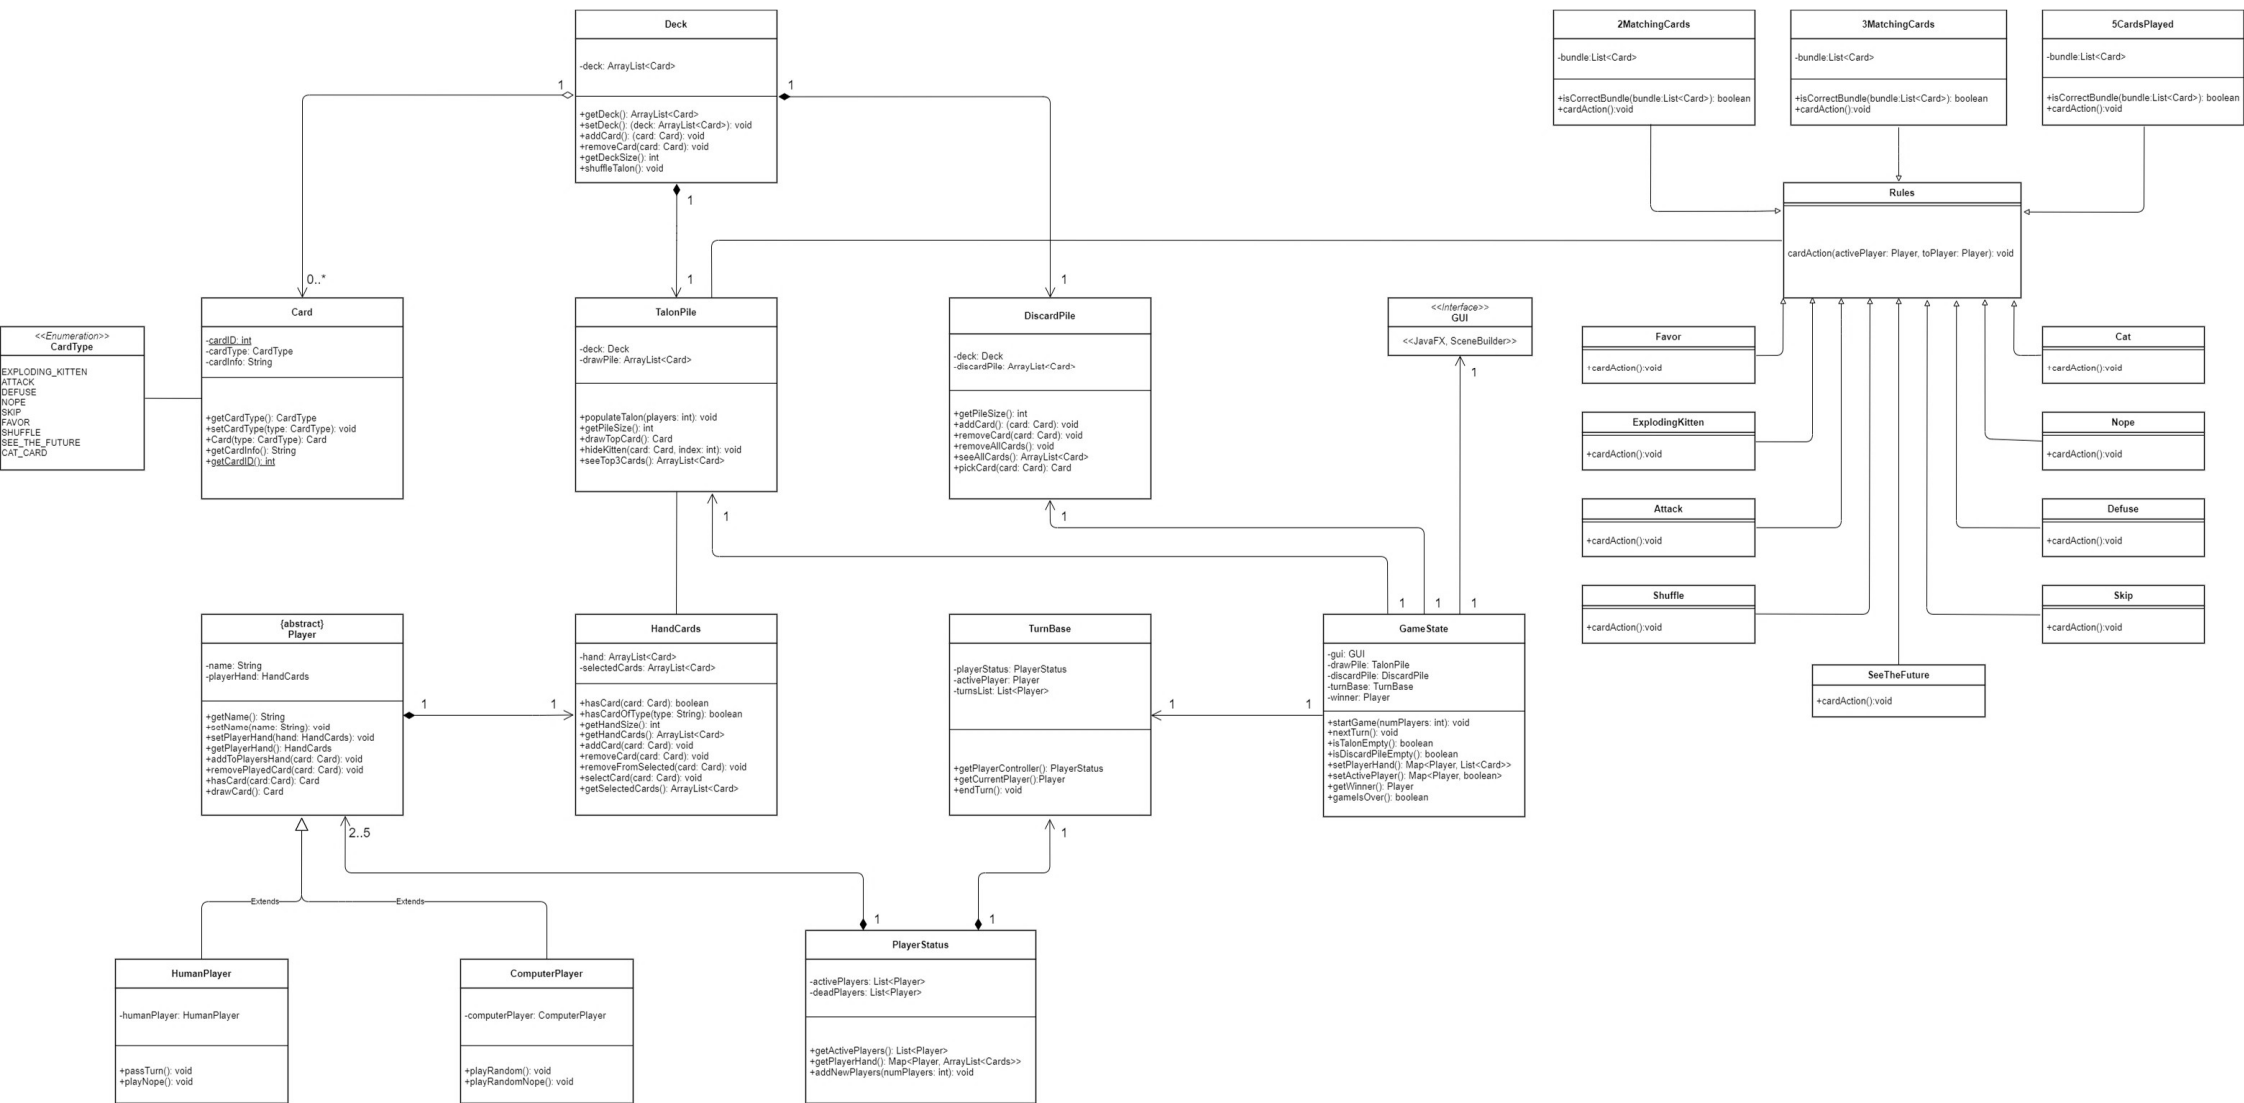 Deck
-deck: ArrayList<Card>
+getDeck(): ArrayList<Card>
+setDeck(): (deck: ArrayList<Card>): void
+addCard(): (card: Card): void
+removeCard(card: Card): void
+getDeckSize(): int
+shuffleTalon(): void
1
1
1
1
0..*
1
2MatchingCards
-bundle:List<Card>
+isCorrectBundle(bundle:List<Card>): boolean
+cardAction():void
3MatchingCards
-bundle:List<Card>
+isCorrectBundle(bundle:List<Card>): boolean
+cardAction():void
5CardsPlayed
-bundle:List<Card>
+isCorrectBundle(bundle:List<Card>): boolean
+cardAction():void
Rules
cardAction(activePlayer: Player, toPlayer: Player): void
<<Enumeration>>
CardType
EXPLODING_KITTEN
ATTACK
DEFUSE
NOPE
SKIP
FAVOR
SHUFFLE
SEE_THE_FUTURE
CAT_CARD
Card
-cardID: int
-cardType: CardType
-cardInfo: String
+getCardType(): CardType
+setCardType(type: CardType): void
+Card(type: CardType): Card
+getCardInfo(): String
+getCardID(): int
TalonPile
-deck: Deck
-drawPile: ArrayList<Card>
+populateTalon(players: int): void
+getPileSize(): int
+drawTopCard(): Card
+hideKitten(card: Card, index: int): void
+seeTop3Cards(): ArrayList<Card>
DiscardPile
-deck: Deck
-discardPile: ArrayList<Card>
+getPileSize(): int
+addCard(): (card: Card): void
+removeCard(card: Card): void
+removeAllCards(): void
+seeAllCards(): ArrayList<Card>
+pickCard(card: Card): Card
<<Interface>>
GUI
<<JavaFX, SceneBuilder>>
1
1
1
Favor
+cardAction():void
Cat
+cardAction():void
ExplodingKitten
+cardAction():void
Nope
+cardAction():void
Attack
+cardAction():void
Defuse
+cardAction():void
Shuffle
+cardAction():void
Skip
+cardAction():void
SeeTheFuture
+cardAction():void
1
1
1
{abstract}
Player
-name: String
-playerHand: HandCards
+getName(): String
+setName(name: String): void
+setPlayerHand(hand: HandCards): void
+getPlayerHand(): HandCards
+addToPlayersHand(card: Card): void
+removePlayedCard(card: Card): void
+hasCard(card:Card): Card
+drawCard(): Card
1
1
HandCards
-hand: ArrayList<Card>
-selectedCards: ArrayList<Card>
+hasCard(card: Card): boolean
+hasCardOfType(type: String): boolean
+getHandSize(): int
+getHandCards(): ArrayList<Card>
+addCard(card: Card): void
+removeCard(card: Card): void
+removeFromSelected(card: Card): void
+selectCard(card: Card): void
+getSelectedCards(): ArrayList<Card>
TurnBase
-playerStatus: PlayerStatus
-activePlayer: Player
-turnsList: List<Player>
+getPlayerController(): PlayerStatus
+getCurrentPlayer():Player
+endTurn(): void
1
1
GameState
-gui: GUI
-drawPile: TalonPile
-discardPile: DiscardPile
-turnBase: TurnBase
-winner: Player
+startGame(numPlayers: int): void
+nextTurn(): void
+isTalonEmpty(): boolean
+isDiscardPileEmpty(): boolean
+setPlayerHand(): Map<Player, List<Card>>
+setActivePlayer(): Map<Player, boolean>
+getWinner(): Player
+gameIsOver(): boolean
2..5
1
Extends
Extends
1
1
HumanPlayer
-humanPlayer: HumanPlayer
+passTurn(): void
+playNope(): void
ComputerPlayer
-computerPlayer: ComputerPlayer
+playRandom(): void
+playRandomNope(): void
PlayerStatus
-activePlayers: List<Player>
-deadPlayers: List<Player>
+getActivePlayers(): List<Player>
+getPlayerHand(): Map<Player, ArrayList<Cards>>
+addNewPlayers(numPlayers: int): void